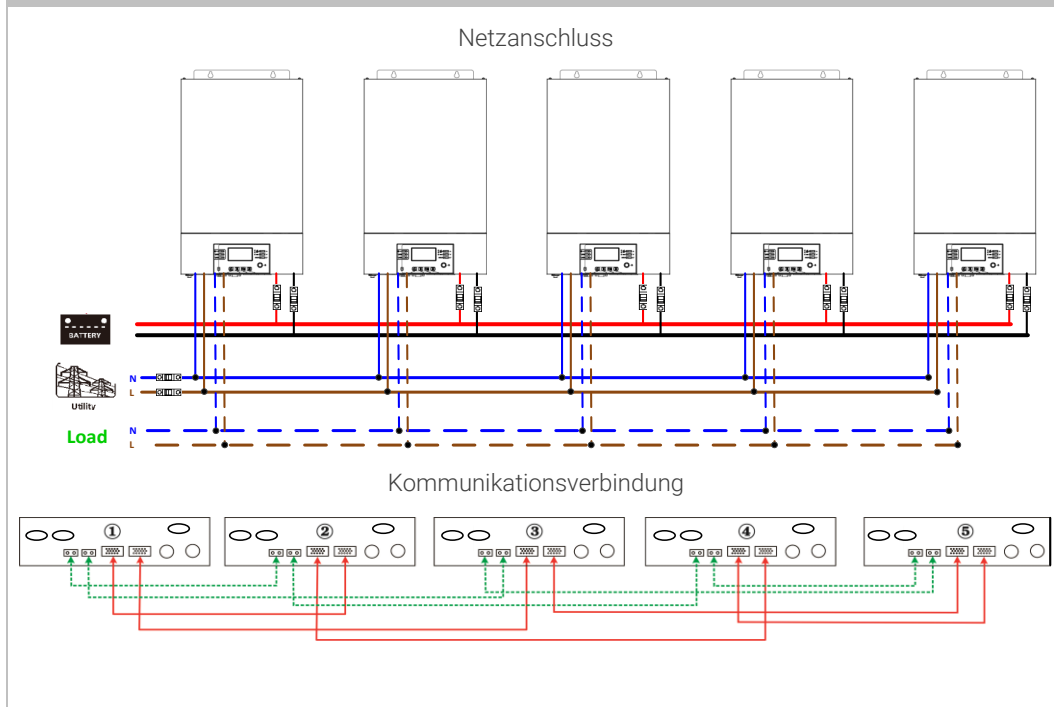 Netzanschluss
BATTERY
N
L
Utility
Load
N
L
Kommunikationsverbindung
① ② ③ ④ ⑤